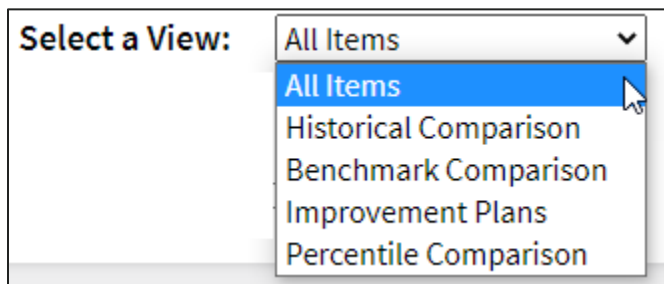 Select a View: All Items
All Items
Historical Comparison
Benchmark Comparison
Improvement Plans
Percentile Comparison